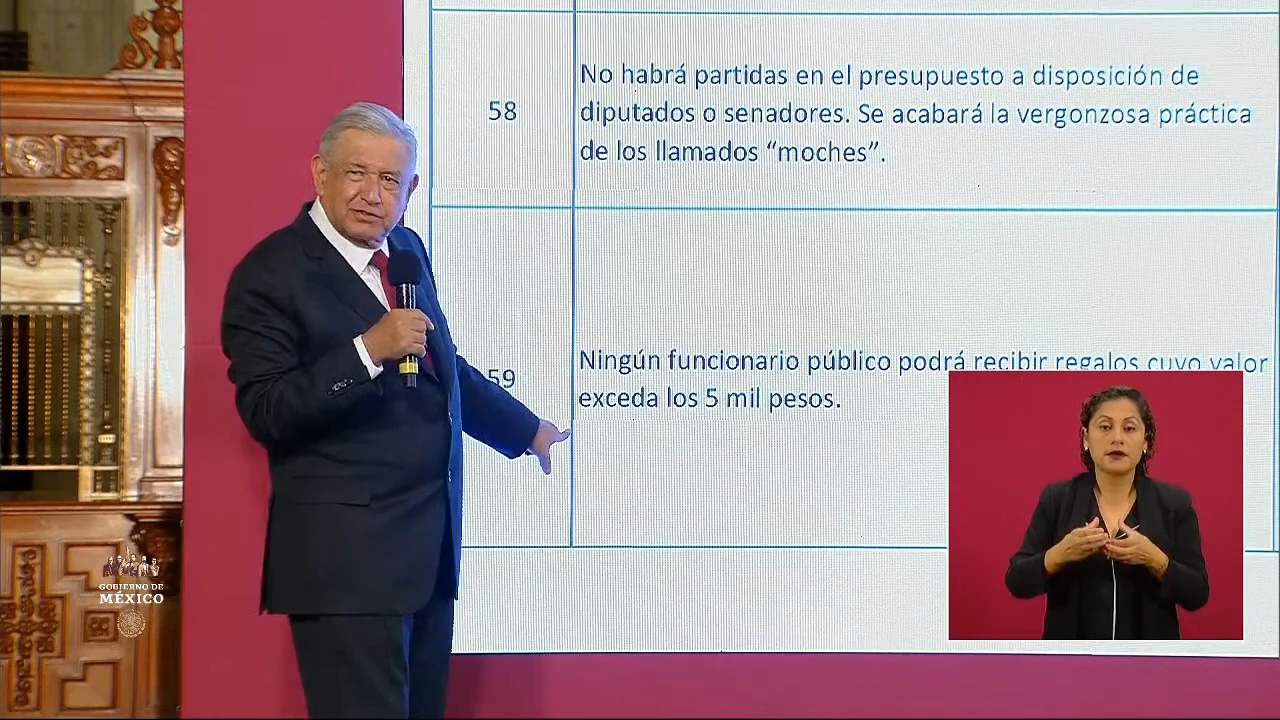 58
No habrá partidas en el presupuesto a disposición de
diputados o senadores. Se acabará la vergonzosa práctica
de los llamados “moches”.
59
Ningún funcionario público podrá recibir regalos cuyo valor
exceda los 5 mil pesos.
GOBIERNO DE
MÉXICO